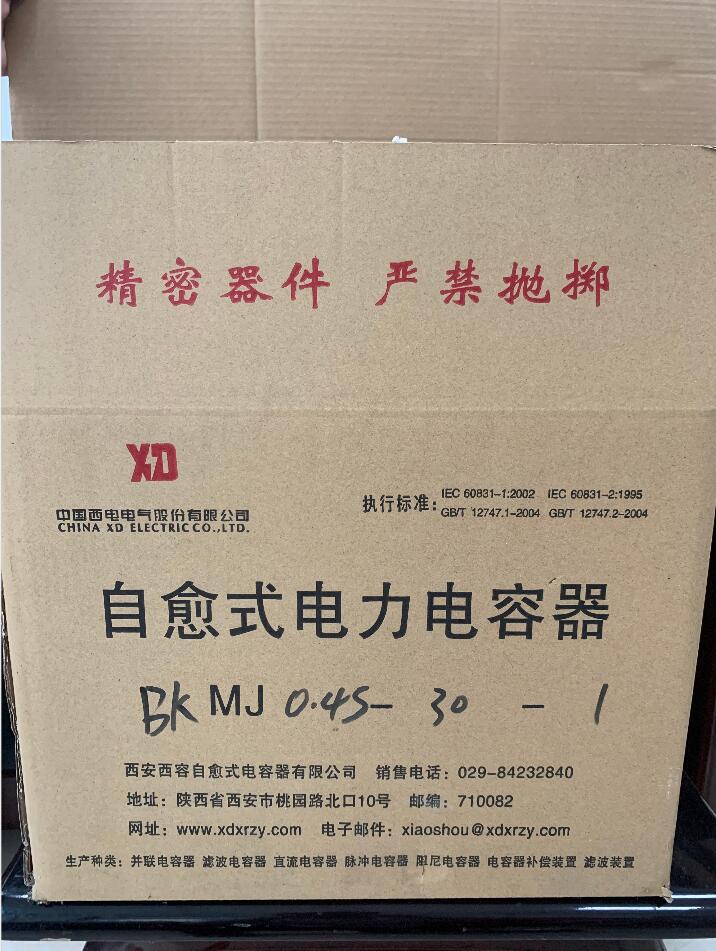 精密器件 严禁抛掷
XD
中国西电电气股份有限公司
CHINA XD ELECTRIC CO.,LTD.
执行标准: IEC 60831-1:2002 IEC 60831-2:1995
GB/T 12747.1-2004 GB/T 12747.2-2004
自愈式电力电容器
BK MJ 0.45- 30 - 1
西安西容自愈式电容器有限公司 销售电话: 029-84232840
地址: 陕西省西安市桃园路北口10号 邮编: 710082
网址: www.xdxrzy.com 电子邮件: xiaoshou@xdxrzy.com
生产种类: 并联电容器 滤波电容器 直流电容器 脉冲电容器 阻尼电容器 电容器补偿装置 滤波装置